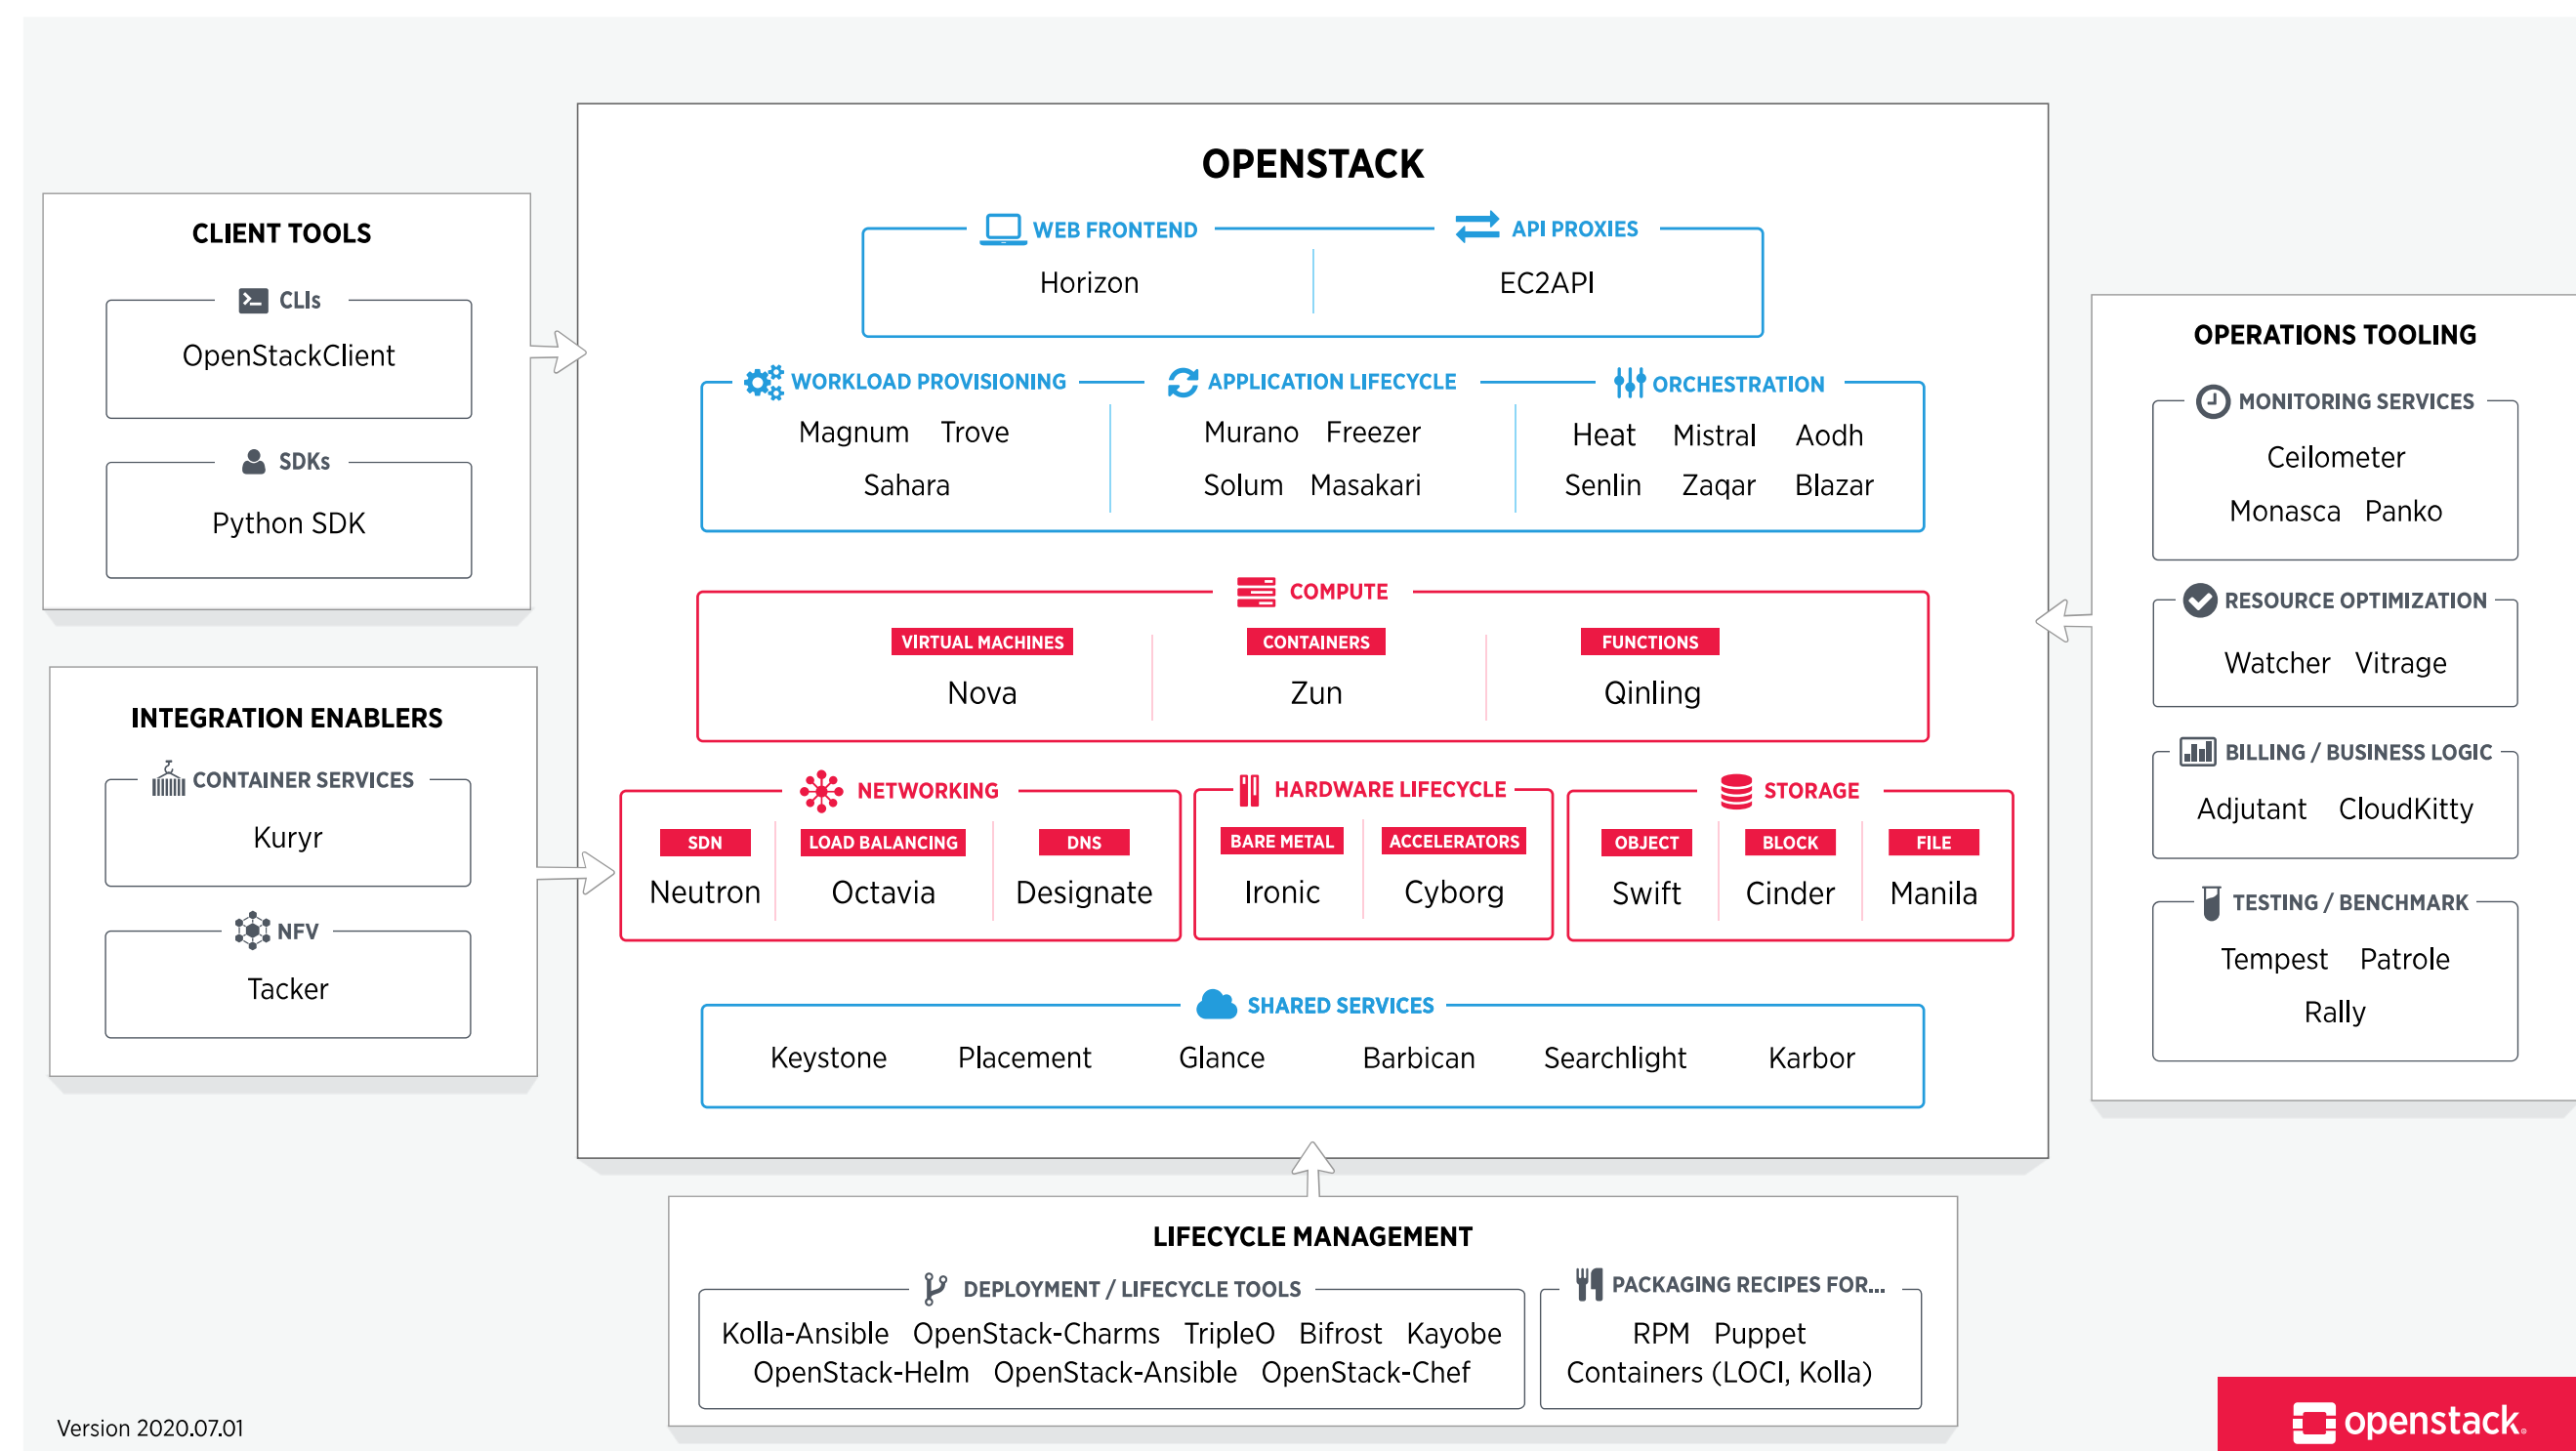 OPENSTACK
WEB FRONTEND
Horizon
API PROXIES
EC2API
WORKLOAD PROVISIONING
Magnum Trove
Sahara
APPLICATION LIFECYCLE
Murano Freezer
Solum Masakari
ORCHESTRATION
Heat Mistral Aodh
Senlin Zaqar Blazar
COMPUTE
VIRTUAL MACHINES
Nova
CONTAINERS
Zun
FUNCTIONS
Qinling
NETWORKING
SDN
Neutron
LOAD BALANCING
Octavia
DNS
Designate
HARDWARE LIFECYCLE
BARE METAL
Ironic
ACCELERATORS
Cyborg
STORAGE
OBJECT
Swift
BLOCK
Cinder
FILE
Manila
SHARED SERVICES
Keystone Placement Glance Barbican Searchlight Karbor
CLIENT TOOLS
CLIs
OpenStackClient
SDKs
Python SDK
INTEGRATION ENABLERS
CONTAINER SERVICES
Kuryr
NFV
Tacker
OPERATIONS TOOLING
MONITORING SERVICES
Ceilometer
Monasca Panko
RESOURCE OPTIMIZATION
Watcher Vitrage
BILLING / BUSINESS LOGIC
Adjutant CloudKitty
TESTING / BENCHMARK
Tempest Patrole
Rally
LIFECYCLE MANAGEMENT
DEPLOYMENT / LIFECYCLE TOOLS
Kolla-Ansible OpenStack-Charms TripleO Bifrost Kayobe
OpenStack-Helm OpenStack-Ansible OpenStack-Chef
PACKAGING RECIPES FOR...
RPM Puppet
Containers (LOCI, Kolla)
Version 2020.07.01
openstack.